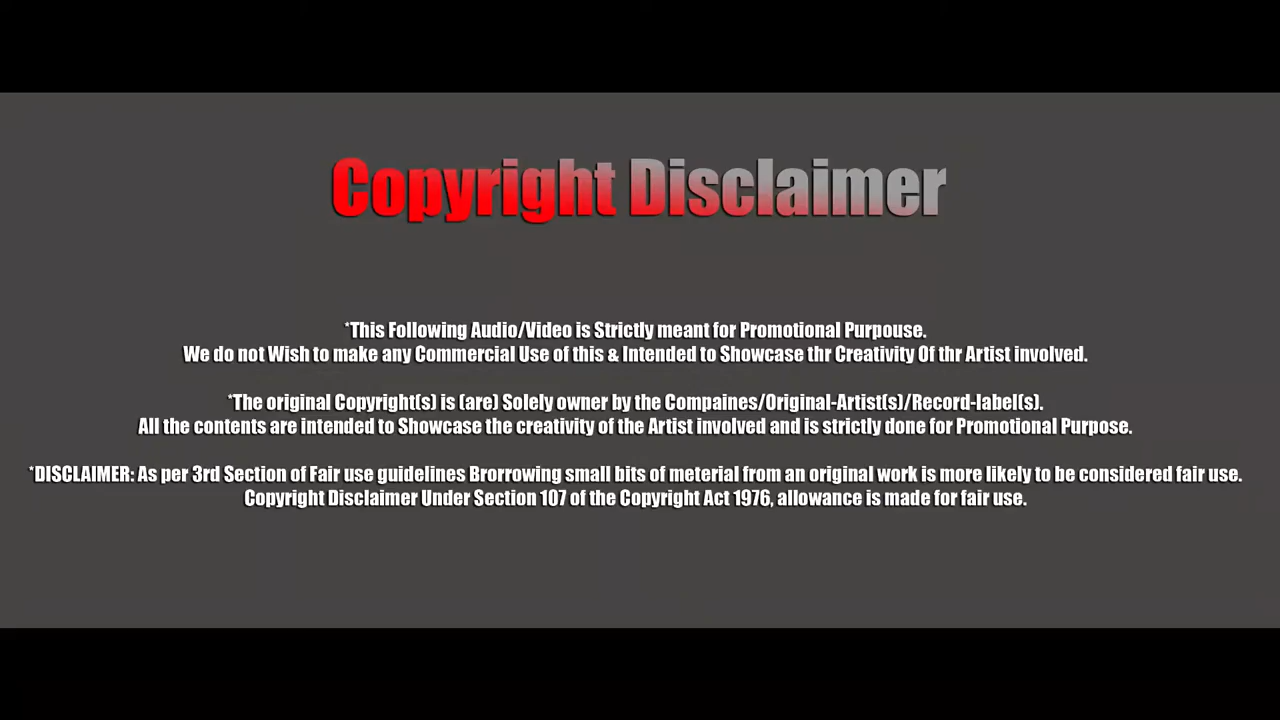 Copyright Disclaimer
*This Following Audio/Video is Strictly meant for Promotional Purpouse.
We do not Wish to make any Commercial Use of this & Intended to Showcase thr Creativity Of thr Artist involved.
*The original Copyright(s) is (are) Solely owner by the Compaines/Original-Artist(s)/Record-label(s).
All the contents are intended to Showcase the creativity of the Artist involved and is strictly done for Promotional Purpose.
*DISCLAIMER: As per 3rd Section of Fair use guidelines Brorrowing small bits of meterial from an original work is more likely to be considered fair use.
Copyright Disclaimer Under Section 107 of the Copyright Act 1976, allowance is made for fair use.